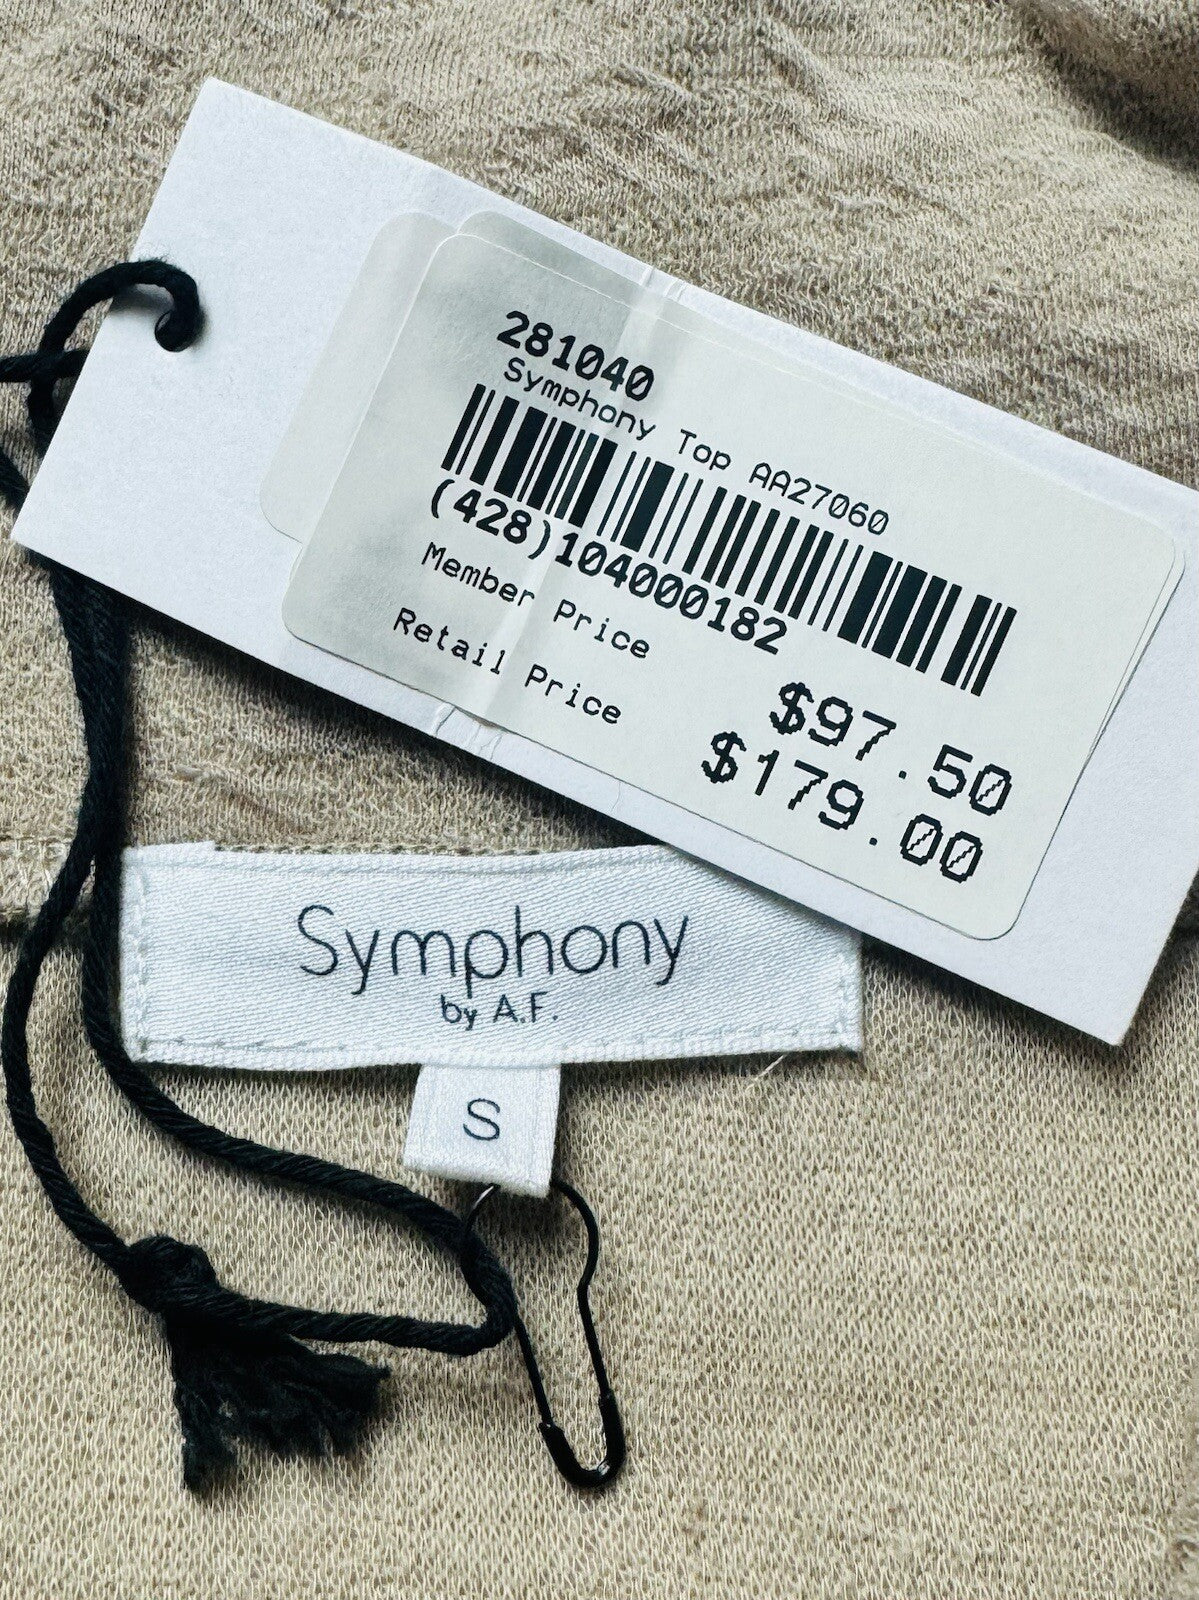 281040
Symphony Top AA27060
(428)104000182
Member Price $97.50
Retail Price $179.00
Symphony
by A.F.
S